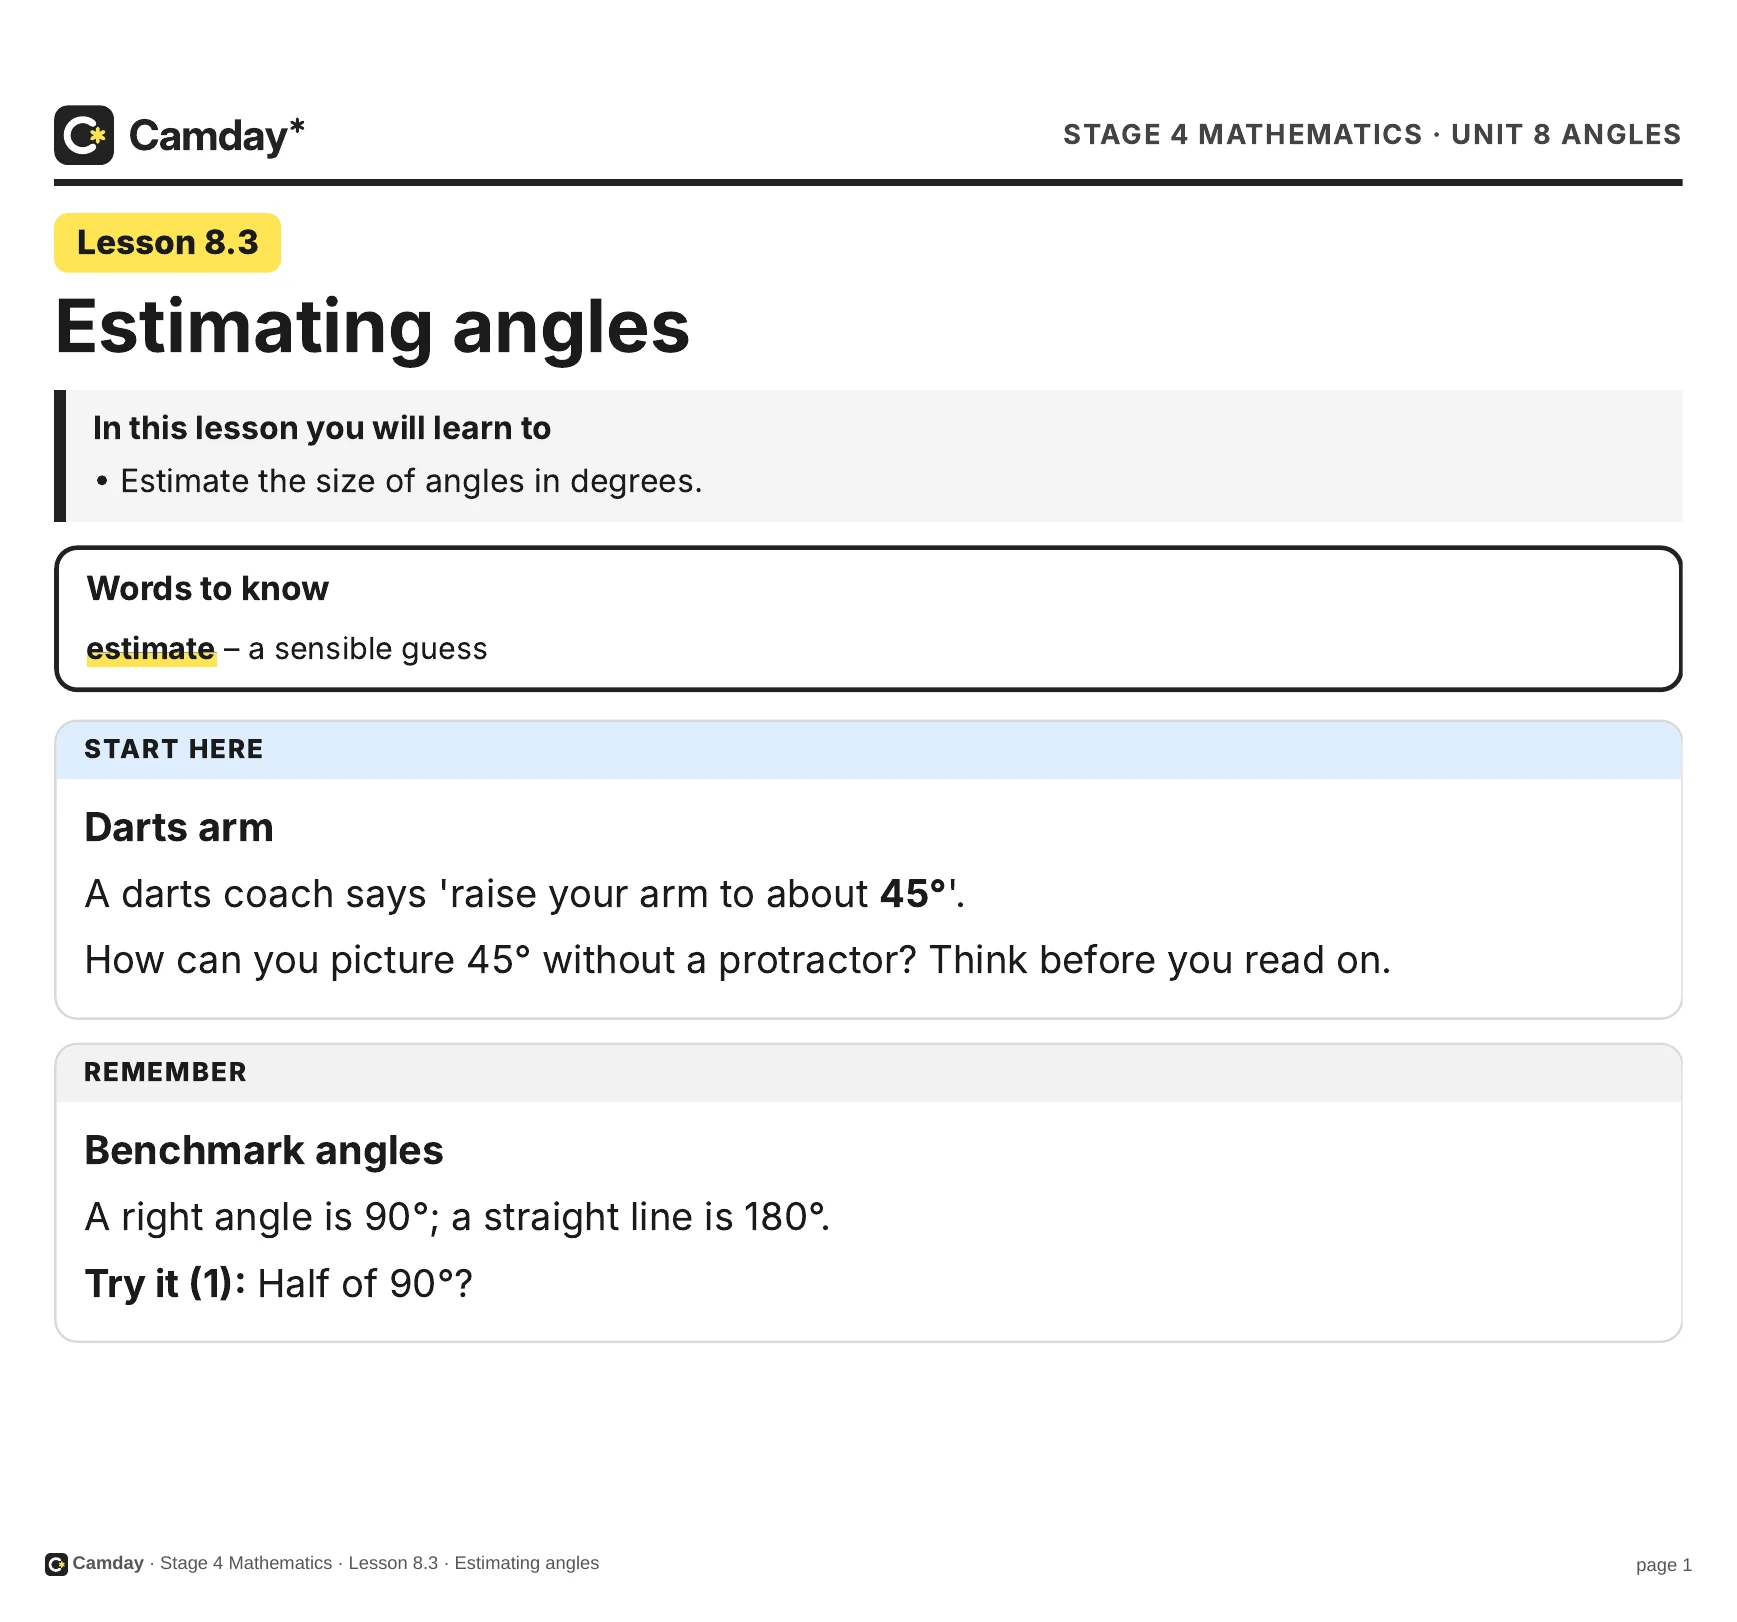 Camday*
STAGE 4 MATHEMATICS · UNIT 8 ANGLES
Lesson 8.3
Estimating angles
In this lesson you will learn to
• Estimate the size of angles in degrees.
Words to know
estimate – a sensible guess
START HERE
Darts arm
A darts coach says 'raise your arm to about 45°'.
How can you picture 45° without a protractor? Think before you read on.
REMEMBER
Benchmark angles
A right angle is 90°; a straight line is 180°.
Try it (1): Half of 90°?
Camday · Stage 4 Mathematics · Lesson 8.3 · Estimating angles
page 1